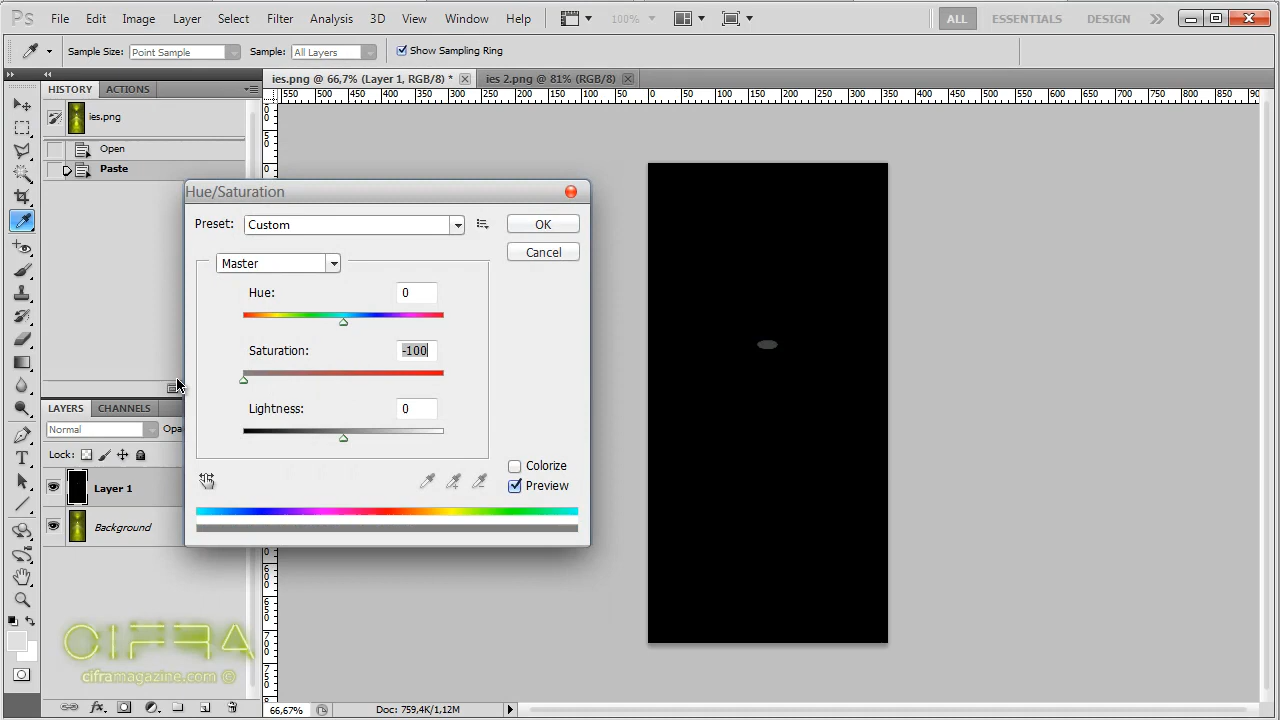 Ps File Edit Image Layer Select Filter Analysis 3D View Window Help 100% ALL ESSENTIALS DESIGN
Sample Size: Point Sample Sample: All Layers Show Sampling Ring
HISTORY ACTIONS
ies.png @ 66,7% (Layer 1, RGB/8) * ies 2.png @ 81% (RGB/8)
550 500 450 400 350 300 250 200 150 100 50 0 50 100 150 200 250 300 350 400 450 500 550 600 650 700 750 800 850
ies.png
Open
Paste
Hue/Saturation
Preset: Custom OK
Cancel
Master
Hue: 0
Saturation: -100
Lightness: 0
Colorize
Preview
LAYERS CHANNELS
Normal Opa
Lock:
Layer 1
Background
CIFRA
ciframagazine.com ©
66,67% Doc: 759,4K/1,12M